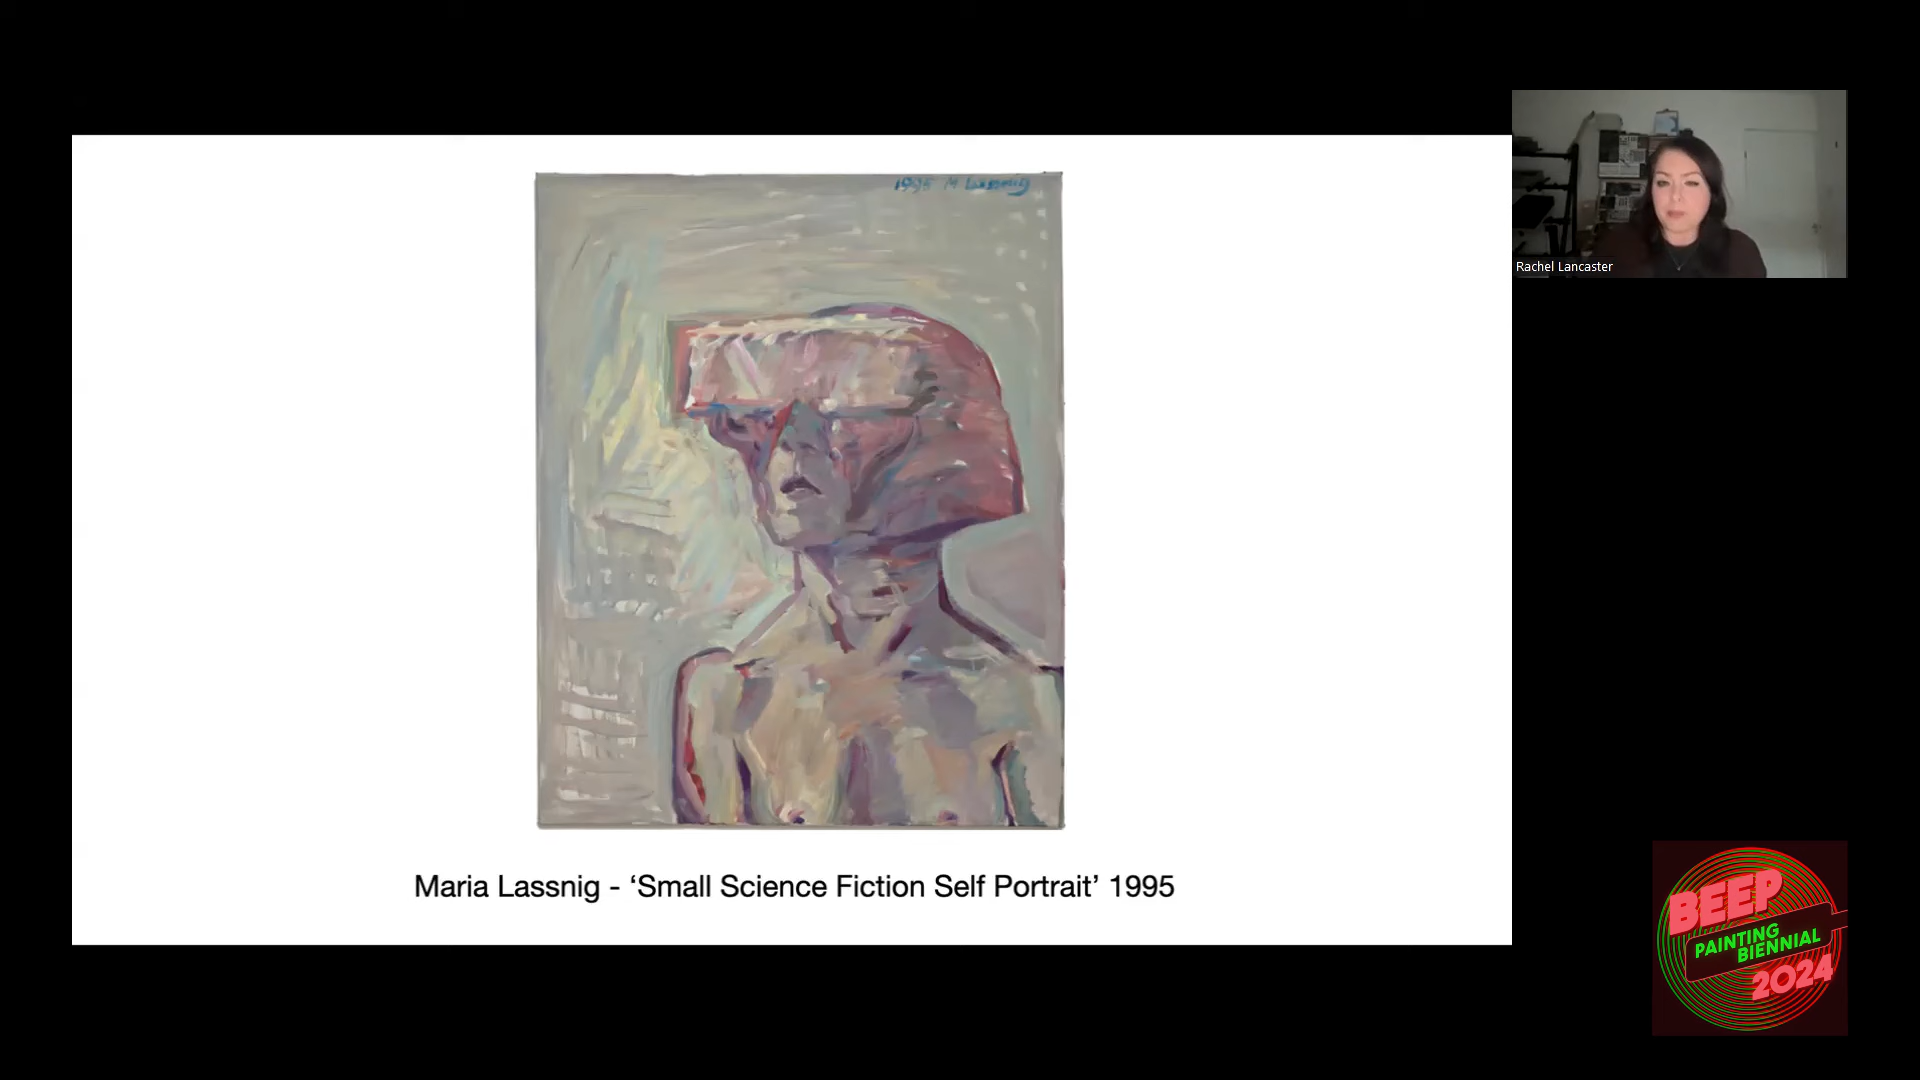 1995 M Lassnig
Rachel Lancaster
Maria Lassnig - ‘Small Science Fiction Self Portrait’ 1995
BEEP
PAINTING
BIENNIAL
2024